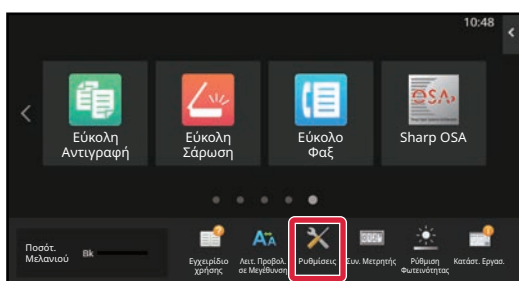 10:48
Εύκολη
Αντιγραφή
Εύκολη
Σάρωση
Εύκολο
Φαξ
OSA
Sharp OSA
Ποσότ.
Μελανιού
Bk
Εγχειρίδιο
χρήσης
Λειτ. Προβολ.
σε Μεγέθυνση
Ρυθμίσεις
Συν. Μετρητής
Ρύθμιση
Φωτεινότητας
Κατάστ. Εργασ.